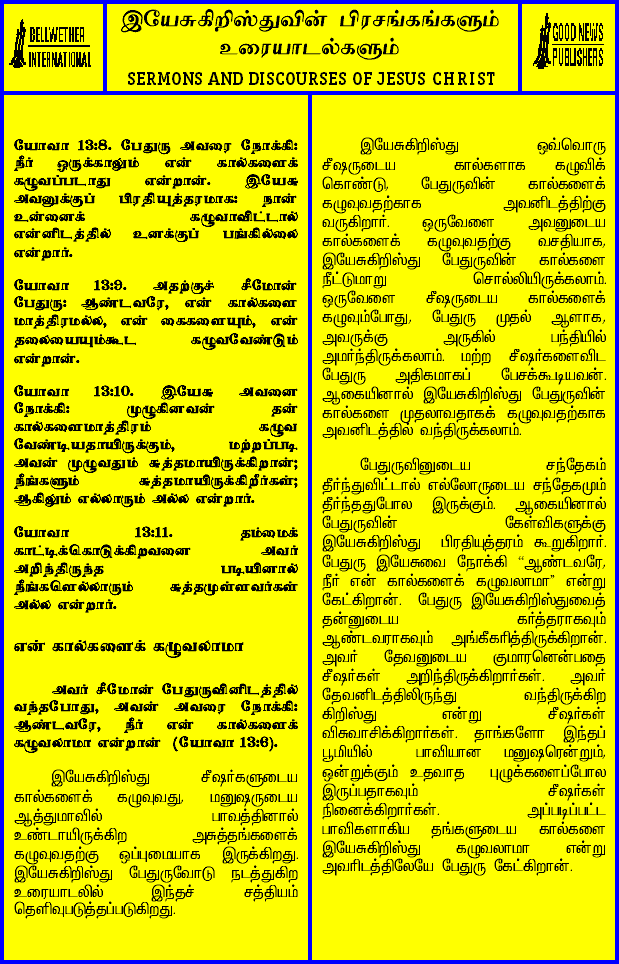 BELLWETHER
INTERNATIONAL
இயேசுகிறிஸ்துவின் பிரசங்கங்களும்
உரையாடல்களும்
SERMONS AND DISCOURSES OF JESUS CHRIST
GOOD NEWS
PUBLISHERS
யோவா 13:8. பேதுரு அவரை நோக்கி:
நீர் ஒருக்காலும் என் கால்களைக்
கழுவப்படாது என்றான். இயேசு
அவனுக்குப் பிரதியுத்தரமாக: நான்
உன்னைக் கழுவாவிட்டால்
என்னிடத்தில் உனக்குப் பங்கில்லை
என்றார்.
யோவா 13:9. அதற்குச் சீமோன்
பேதுரு: ஆண்டவரே, என் கால்களை
மாத்திரமல்ல, என் கைகளையும், என்
தலையையும்கூட கழுவவேண்டும்
என்றான்.
யோவா 13:10. இயேசு அவனை
நோக்கி: முழுகினவன் தன்
கால்களைமாத்திரம் கழுவ
வேண்டியதாயிருக்கும், மற்றப்படி
அவன் முழுவதும் சுத்தமாயிருக்கிறான்;
நீங்களும் சுத்தமாயிருக்கிறீர்கள்;
ஆகிலும் எல்லாரும் அல்ல என்றார்.
யோவா 13:11. தம்மைக்
காட்டிக்கொடுக்கிறவனை அவர்
அறிந்திருந்த படியினால்
நீங்களெல்லாரும் சுத்தமுள்ளவர்கள்
அல்ல என்றார்.
என் கால்களைக் கழுவலாமா
அவர் சீமோன் பேதுருவினிடத்தில்
வந்தபோது, அவன் அவரை நோக்கி:
ஆண்டவரே, நீர் என் கால்களைக்
கழுவலாமா என்றான் (யோவா 13:6).
இயேசுகிறிஸ்து சீஷர்களுடைய
கால்களைக் கழுவுவது, மனுஷருடைய
ஆத்துமாவில் பாவத்தினால்
உண்டாயிருக்கிற அசுத்தங்களைக்
கழுவுவதற்கு ஒப்புமையாக இருக்கிறது.
இயேசுகிறிஸ்து பேதுருவோடு நடத்துகிற
உரையாடலில் இந்தச் சத்தியம்
தெளிவுபடுத்தப்படுகிறது.
இயேசுகிறிஸ்து ஒவ்வொரு
சீஷருடைய கால்களாக கழுவிக்
கொண்டு, பேதுருவின் கால்களைக்
கழுவுவதற்காக அவனிடத்திற்கு
வருகிறார். ஒருவேளை அவனுடைய
கால்களைக் கழுவுவதற்கு வசதியாக,
இயேசுகிறிஸ்து பேதுருவின் கால்களை
நீட்டுமாறு சொல்லியிருக்கலாம்.
ஒருவேளை சீஷருடைய கால்களைக்
கழுவும்போது, பேதுரு முதல் ஆளாக,
அவருக்கு அருகில் பந்தியில்
அமர்ந்திருக்கலாம். மற்ற சீஷர்களைவிட
பேதுரு அதிகமாகப் பேசக்கூடியவன்.
ஆகையினால் இயேசுகிறிஸ்து பேதுருவின்
கால்களை முதலாவதாகக் கழுவுவதற்காக
அவனிடத்தில் வந்திருக்கலாம்.
பேதுருவினுடைய சந்தேகம்
தீர்ந்துவிட்டால் எல்லோருடைய சந்தேகமும்
தீர்ந்ததுபோல இருக்கும். ஆகையினால்
பேதுருவின் கேள்விகளுக்கு
இயேசுகிறிஸ்து பிரதியுத்தரம் கூறுகிறார்.
பேதுரு இயேசுவை நோக்கி “ஆண்டவரே,
நீர் என் கால்களைக் கழுவலாமா” என்று
கேட்கிறான். பேதுரு இயேசுகிறிஸ்துவைத்
தன்னுடைய கர்த்தராகவும்
ஆண்டவராகவும் அங்கீகரித்திருக்கிறான்.
அவர் தேவனுடைய குமாரனென்பதை
சீஷர்கள் அறிந்திருக்கிறார்கள். அவர்
தேவனிடத்திலிருந்து வந்திருக்கிற
கிறிஸ்து என்று சீஷர்கள்
விசுவாசிக்கிறார்கள். தாங்களோ இந்தப்
பூமியில் பாவியான மனுஷரென்றும்,
ஒன்றுக்கும் உதவாத புழுக்களைப்போல
இருப்பதாகவும் சீஷர்கள்
நினைக்கிறார்கள். அப்படிப்பட்ட
பாவிகளாகிய தங்களுடைய கால்களை
இயேசுகிறிஸ்து கழுவலாமா என்று
அவரிடத்திலேயே பேதுரு கேட்கிறான்.